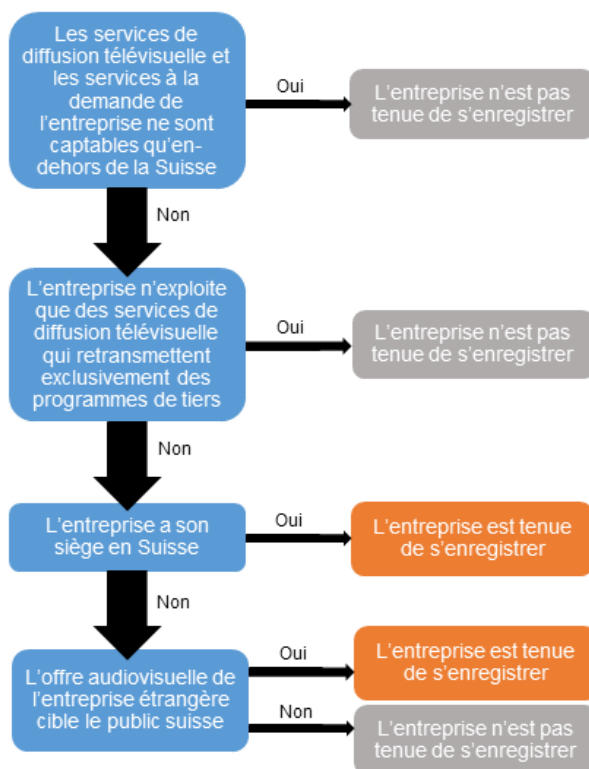 Les services de
diffusion télévisuelle et
les services à la
demande de
l'entreprise ne sont
captables qu'en-
dehors de la Suisse
Oui
L'entreprise n'est pas
tenue de s'enregistrer
Non
L'entreprise n'exploite
que des services de
diffusion télévisuelle
qui retransmettent
exclusivement des
programmes de tiers
Oui
L'entreprise n'est pas
tenue de s'enregistrer
Non
L'entreprise a son
siège en Suisse
Oui
L'entreprise est tenue
de s'enregistrer
Non
L'offre audiovisuelle de
l'entreprise étrangère
cible le public suisse
Oui
L'entreprise est tenue
de s'enregistrer
Non
L'entreprise n'est pas
tenue de s'enregistrer